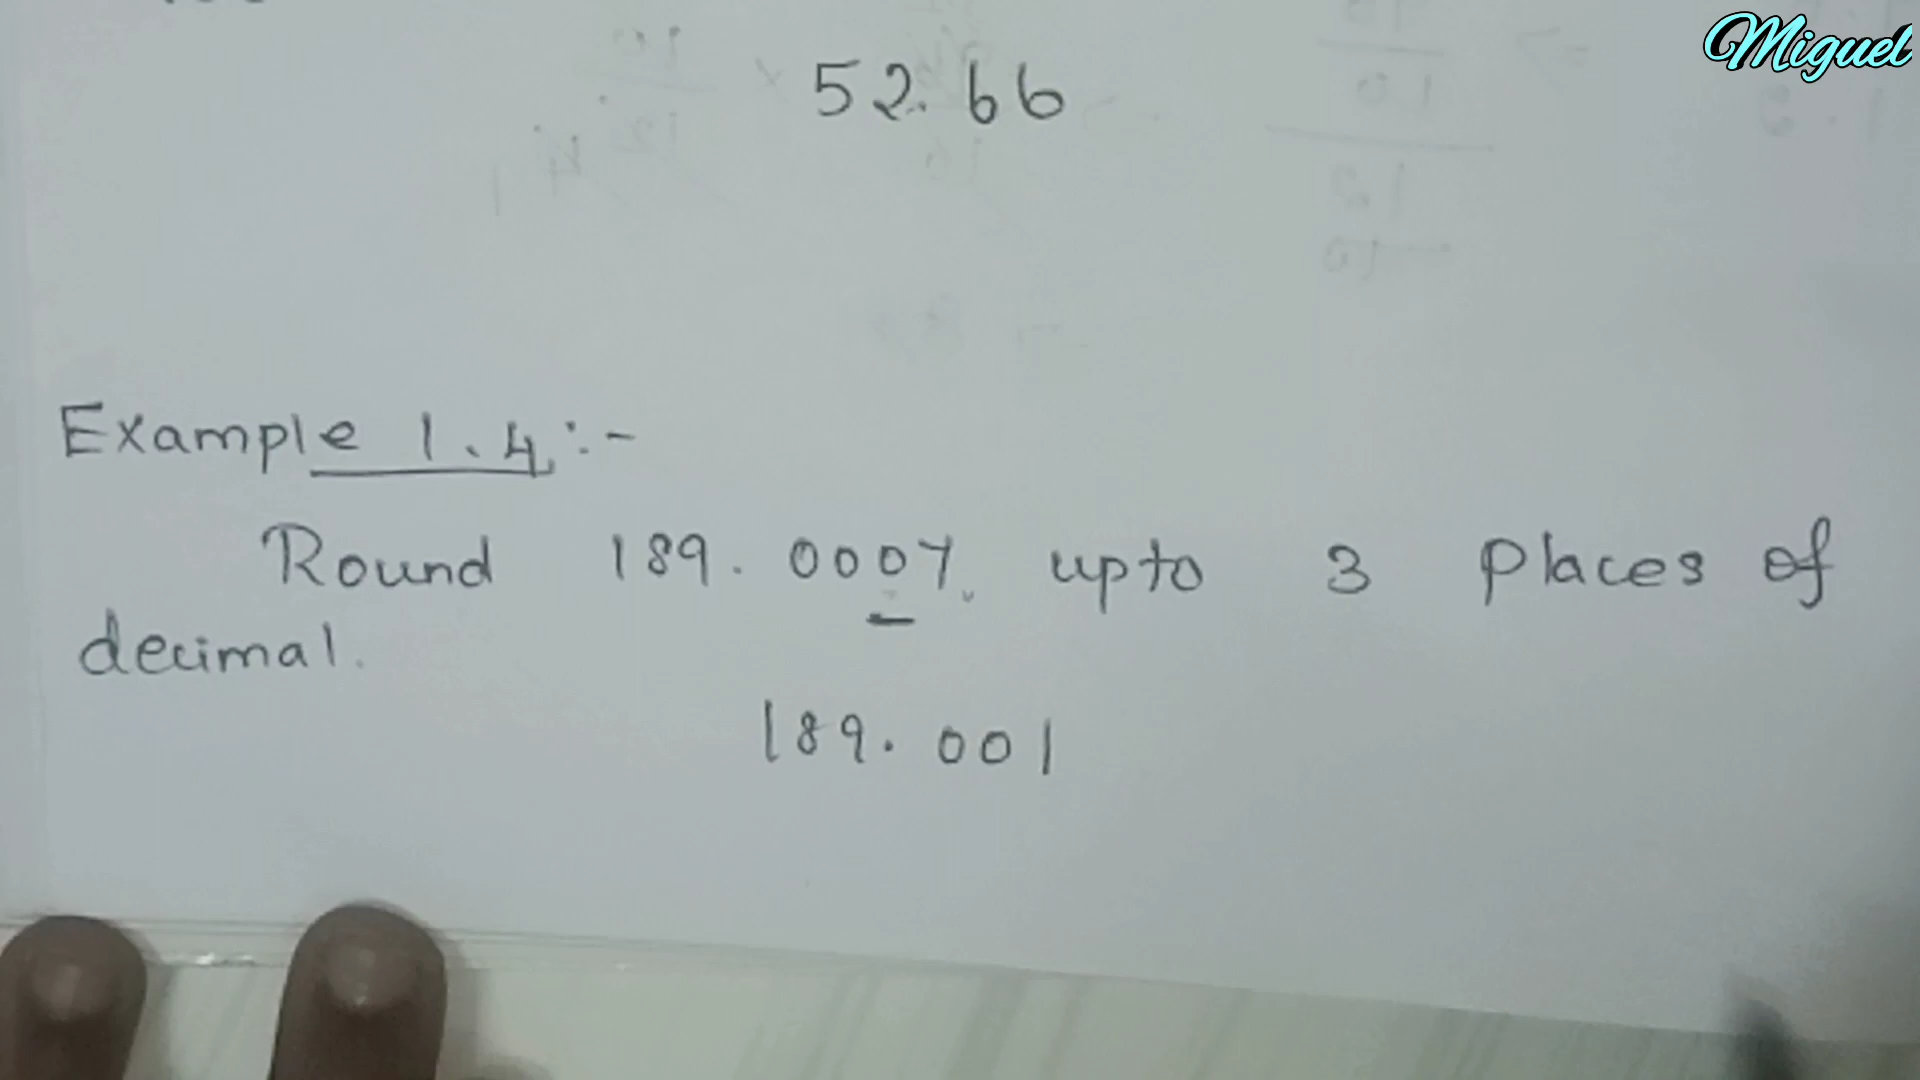 Miguel
52.66
Example 1.4:-
Round 189.0007. upto 3 places of
decimal.
189.001